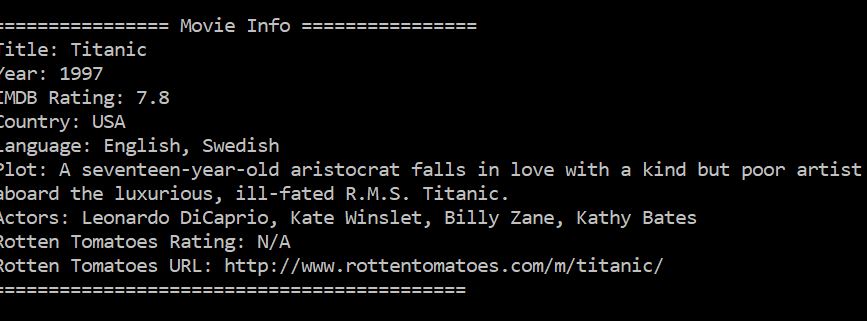 ================ Movie Info ================
Title: Titanic
Year: 1997
IMDB Rating: 7.8
Country: USA
Language: English, Swedish
Plot: A seventeen-year-old aristocrat falls in love with a kind but poor artist
aboard the luxurious, ill-fated R.M.S. Titanic.
Actors: Leonardo DiCaprio, Kate Winslet, Billy Zane, Kathy Bates
Rotten Tomatoes Rating: N/A
Rotten Tomatoes URL: http://www.rottentomatoes.com/m/titanic/
===========================================